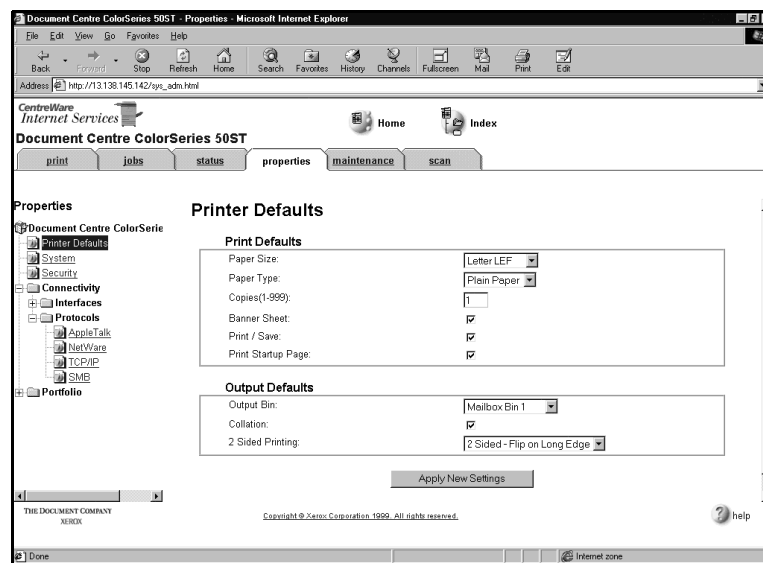 Document Centre ColorSeries 50ST - Properties - Microsoft Internet Explorer
File Edit View Go Favorites Help
Back Forward Stop Refresh Home Search Favorites History Channels Fullscreen Mail Print Edit
Address http://13.138.145.142/sys_adm.html
CentreWare
Internet Services
Home
Index
Document Centre ColorSeries 50ST
print jobs status properties maintenance scan
Properties
Document Centre ColorSerie
Printer Defaults
System
Security
Connectivity
Interfaces
Protocols
AppleTalk
NetWare
TCP/IP
SMB
Portfolio
Printer Defaults
Print Defaults
Paper Size: Letter LEF
Paper Type: Plain Paper
Copies(1-999): 1
Banner Sheet:
Print / Save:
Print Startup Page:
Output Defaults
Output Bin: Mailbox Bin 1
Collation:
2 Sided Printing: 2 Sided - Flip on Long Edge
Apply New Settings
THE DOCUMENT COMPANY
XEROX
Copyright © Xerox Corporation 1999. All rights reserved.
help
Done
Internet zone